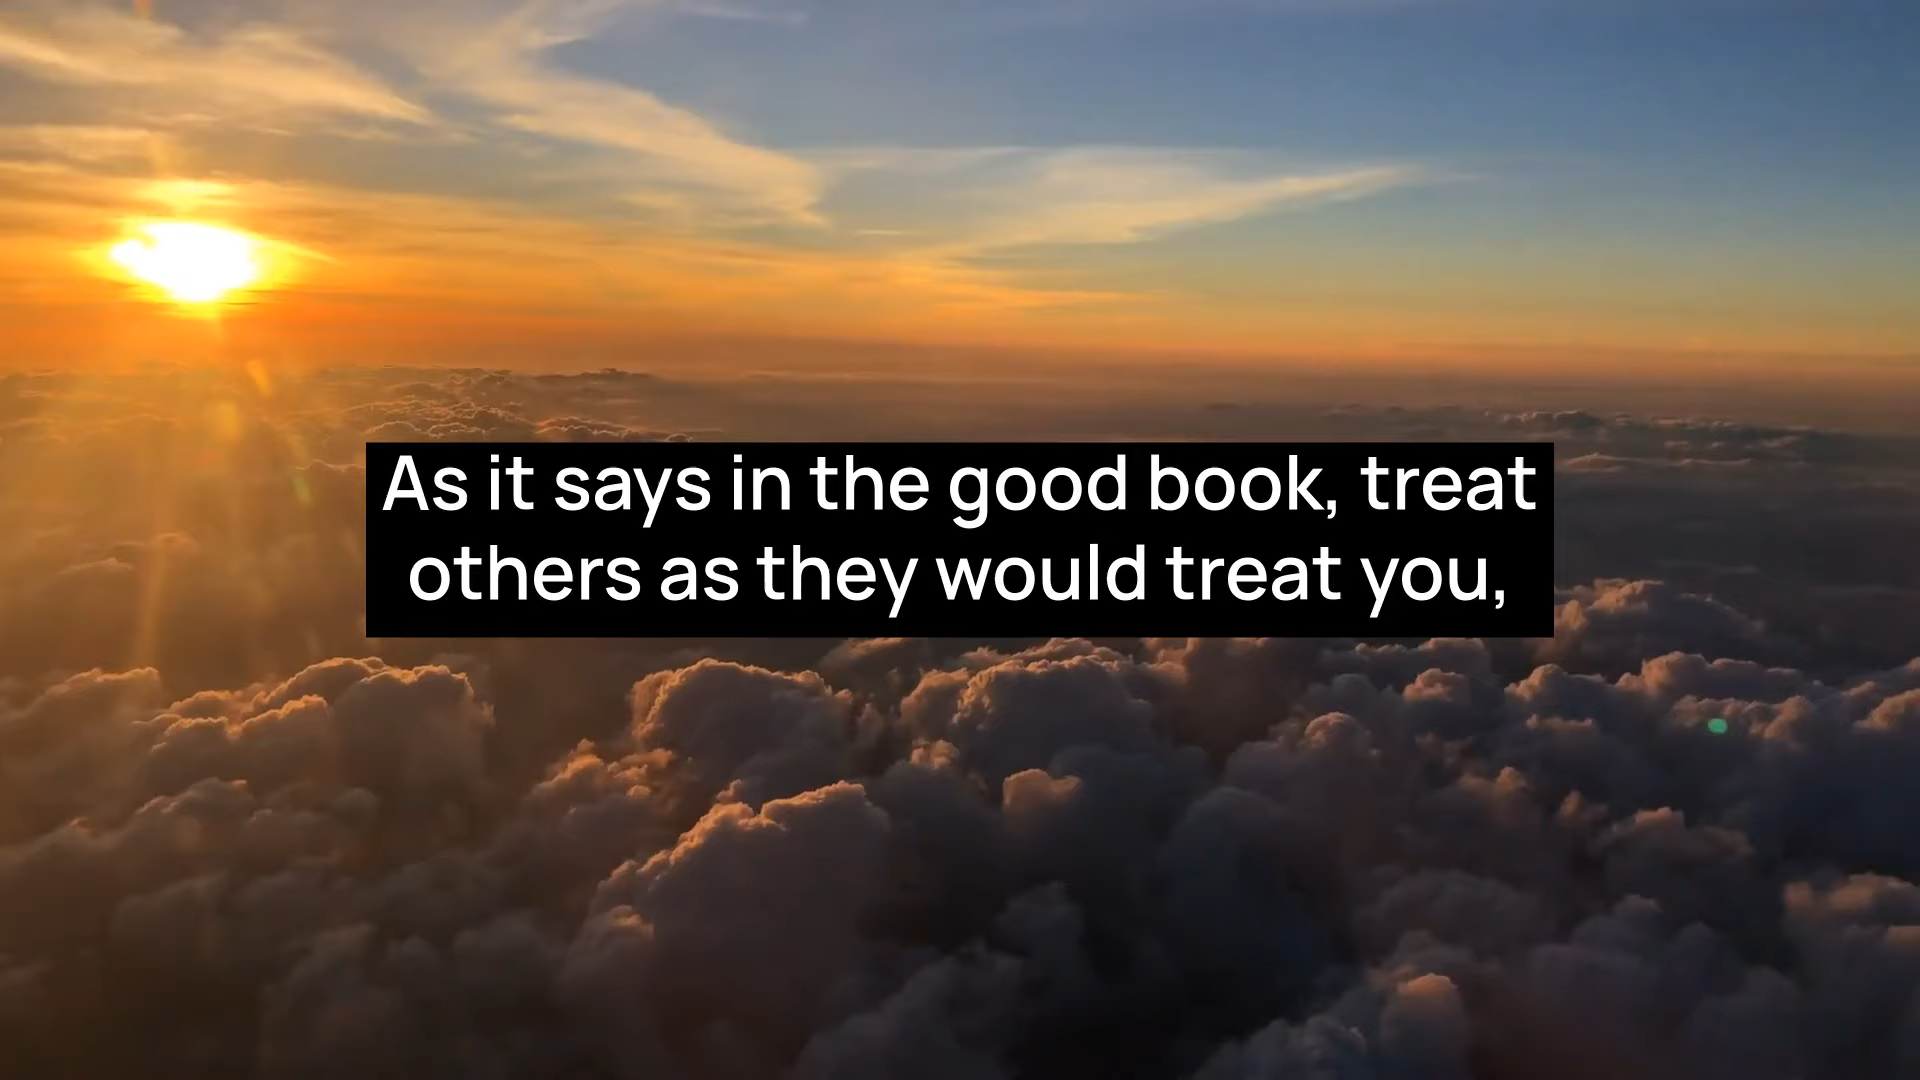 As it says in the good book, treat
others as they would treat you,